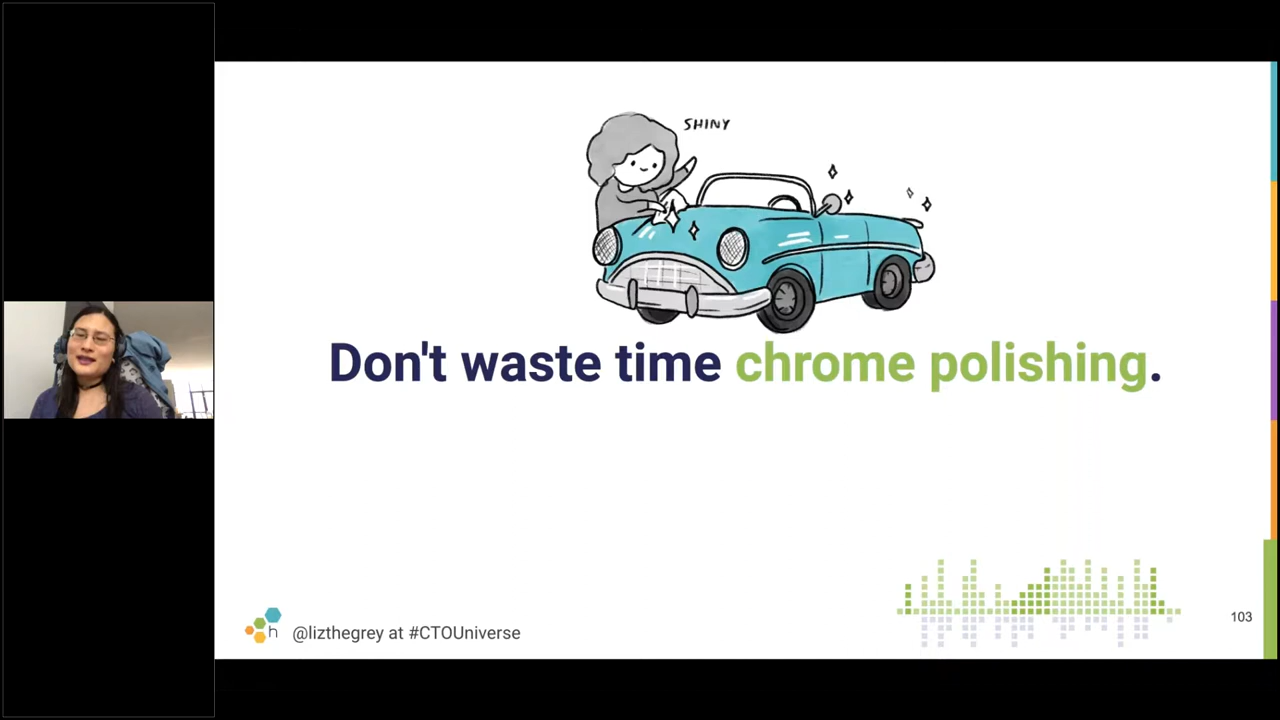 SHINY
Don't waste time chrome polishing.
h
@lizthegrey at #CTOUniverse
103